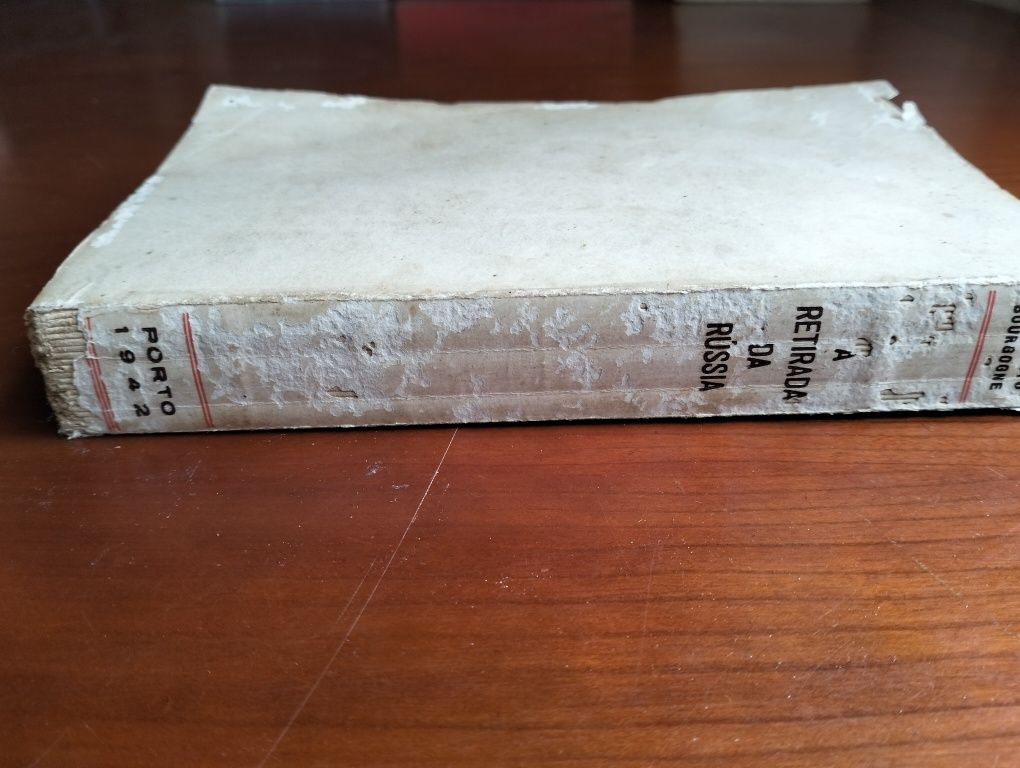 BOURGOGNE
A
RETIRADA
DA
RÚSSIA
PORTO
1942